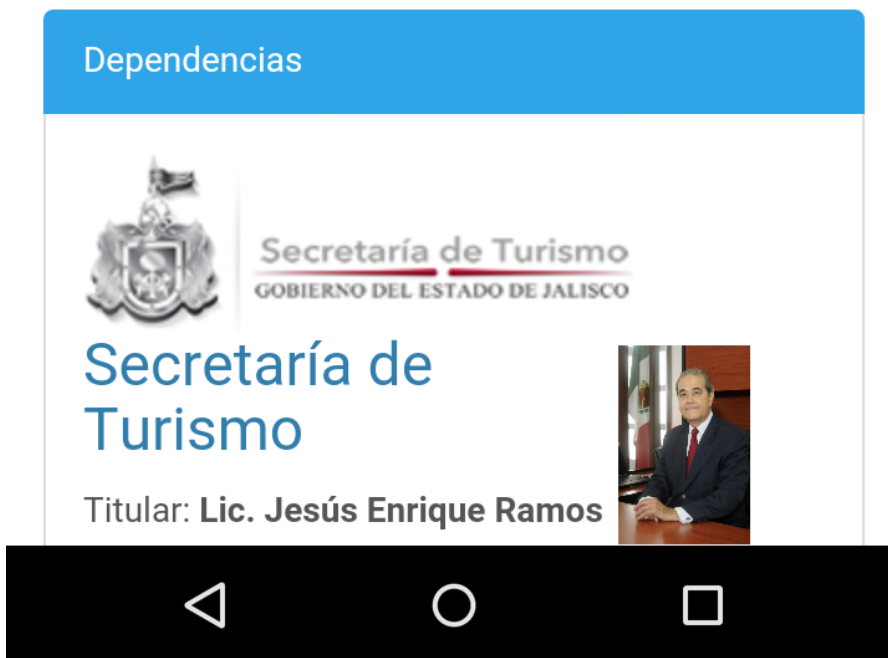 Dependencias
Secretaría de Turismo
GOBIERNO DEL ESTADO DE JALISCO
Secretaría de
Turismo
Titular: Lic. Jesús Enrique Ramos